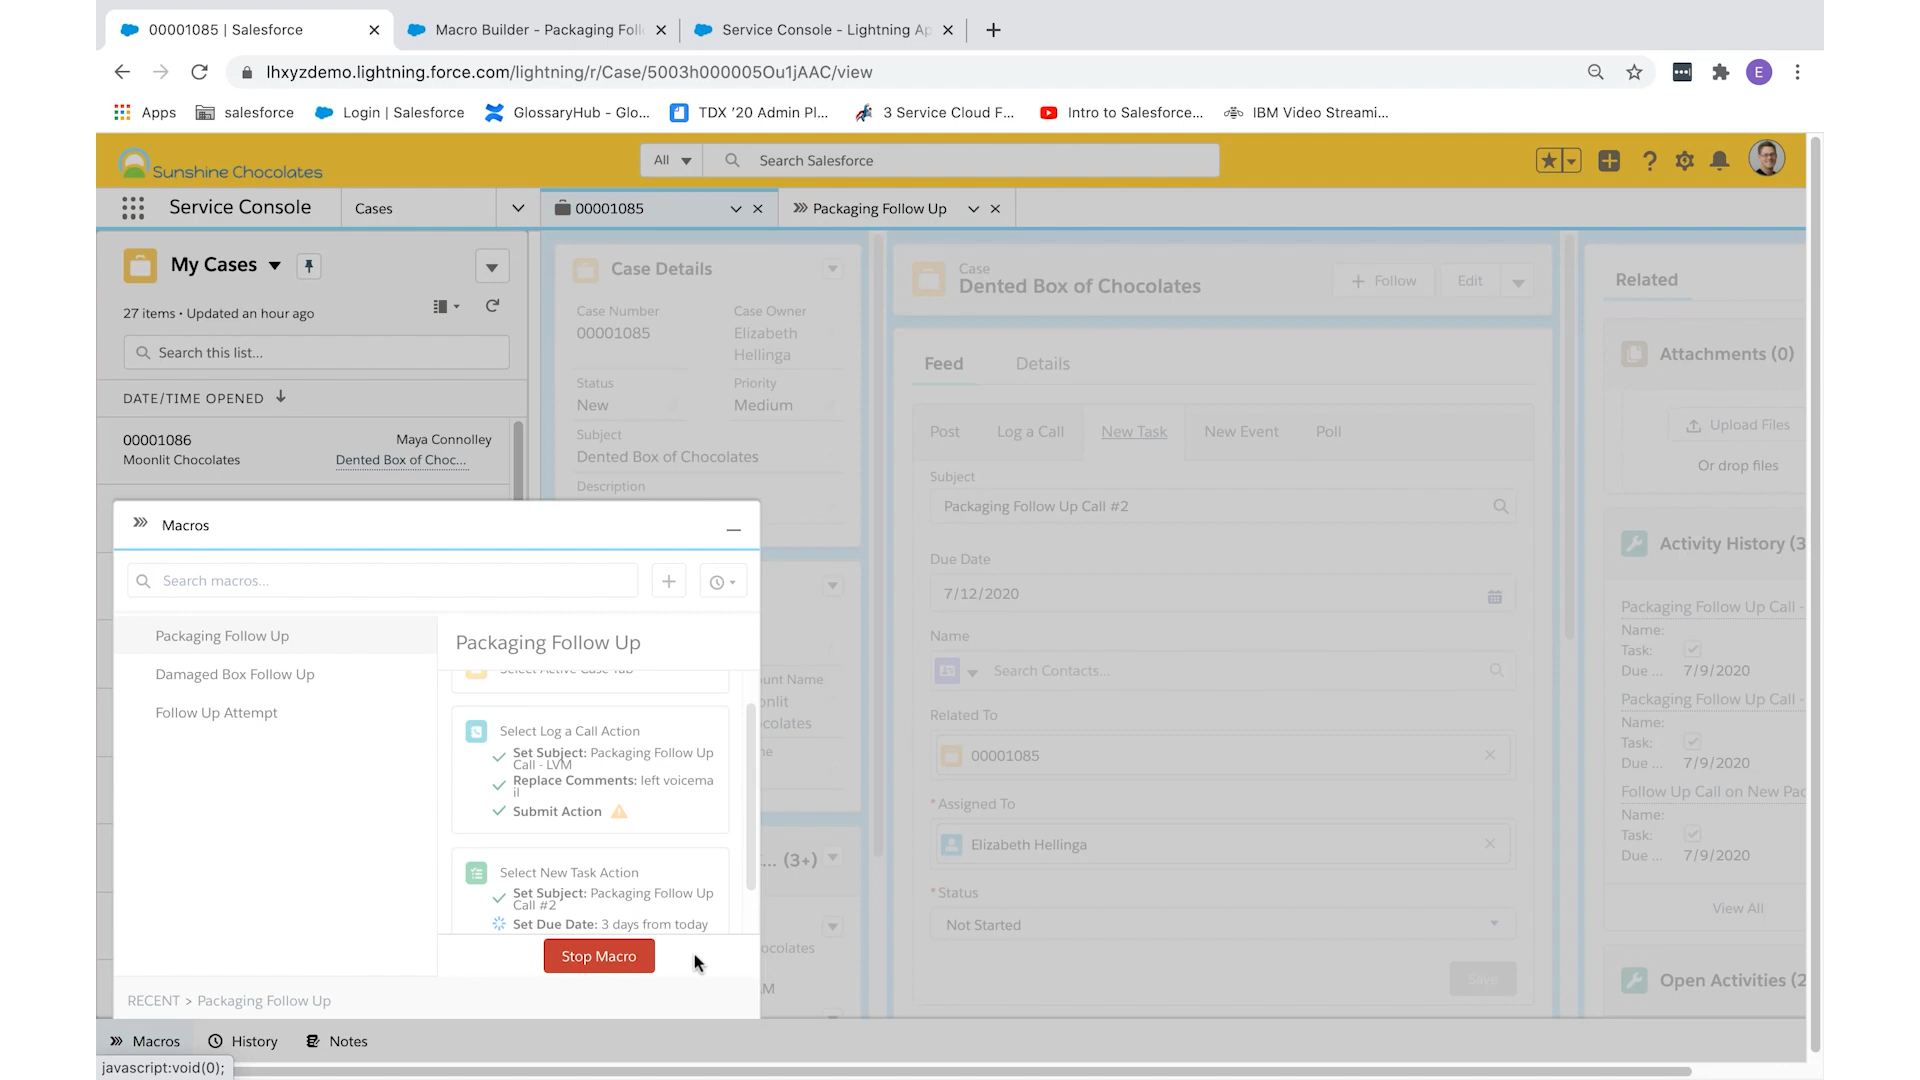 00001085 | Salesforce
Macro Builder - Packaging Foll
Service Console - Lightning Ap
lhxyzdemo.lightning.force.com/lightning/r/Case/5003h000005Ou1jAAC/view
E
Apps
salesforce
Login | Salesforce
GlossaryHub - Glo...
TDX '20 Admin Pl...
3 Service Cloud F...
Intro to Salesforce...
IBM Video Streami...
Sunshine Chocolates
All
Search Salesforce
Service Console
Cases
00001085
Packaging Follow Up
My Cases
27 items • Updated an hour ago
Search this list...
DATE/TIME OPENED
00001086
Maya Connolley
Moonlit Chocolates
Dented Box of Choc...
Case Details
Case Number
00001085
Case Owner
Elizabeth
Hellinga
Status
New
Priority
Medium
Subject
Dented Box of Chocolates
Description
ount Name
onlit
colates
me
... (3+)
ocolates
AM
Case
Dented Box of Chocolates
Follow
Edit
Feed
Details
Post
Log a Call
New Task
New Event
Poll
Subject
Packaging Follow Up Call #2
Due Date
7/12/2020
Name
Search Contacts...
Related To
00001085
*Assigned To
Elizabeth Hellinga
*Status
Not Started
Save
Related
Attachments (0)
Upload Files
Or drop files
Activity History (3
Packaging Follow Up Call -
Name:
Task:
Due ...
7/9/2020
Packaging Follow Up Call -
Name:
Task:
Due ...
7/9/2020
Follow Up Call on New Pac
Name:
Task:
Due ...
7/9/2020
View All
Open Activities (2
Macros
Search macros...
Packaging Follow Up
Damaged Box Follow Up
Follow Up Attempt
Packaging Follow Up
Select Active Case Tab
Select Log a Call Action
Set Subject: Packaging Follow Up
Call - LVM
Replace Comments: left voicema
il
Submit Action
Select New Task Action
Set Subject: Packaging Follow Up
Call #2
Set Due Date: 3 days from today
Stop Macro
RECENT > Packaging Follow Up
Macros
History
Notes
javascript:void(0);